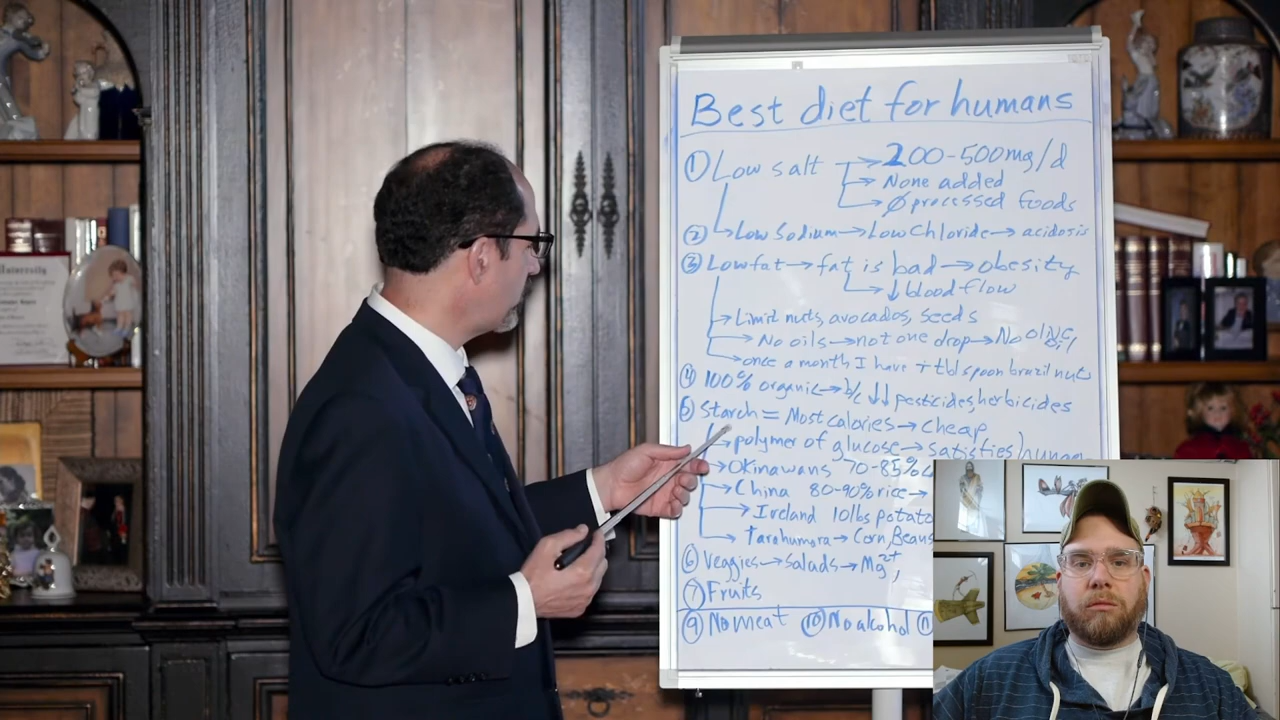 Best diet for humans
① Low salt → 200-500mg/d
→ None added
→ Ø processed foods
② → Low Sodium → Low Chloride → acidosis
③ Low fat → fat is bad → obesity
→ ↓ blood flow
→ Limit nuts, avocados, seeds
→ No oils → not one drop → No olive oil
→ once a month I have 1 tbl spoon brazil nuts
④ 100% organic → b/c ↓↓ pesticides, herbicides
⑤ Starch = Most calories → cheap
→ polymer of glucose → satisfies hunger
→ Okinawans 70-85%
→ China 80-90% rice →
→ Ireland 10lbs potato
→ Tarahumara → Corn, Beans
⑥ Veggies → Salads → Mg²⁺,
⑦ Fruits
⑨ No meat ⑩ No alcohol ⑪
University